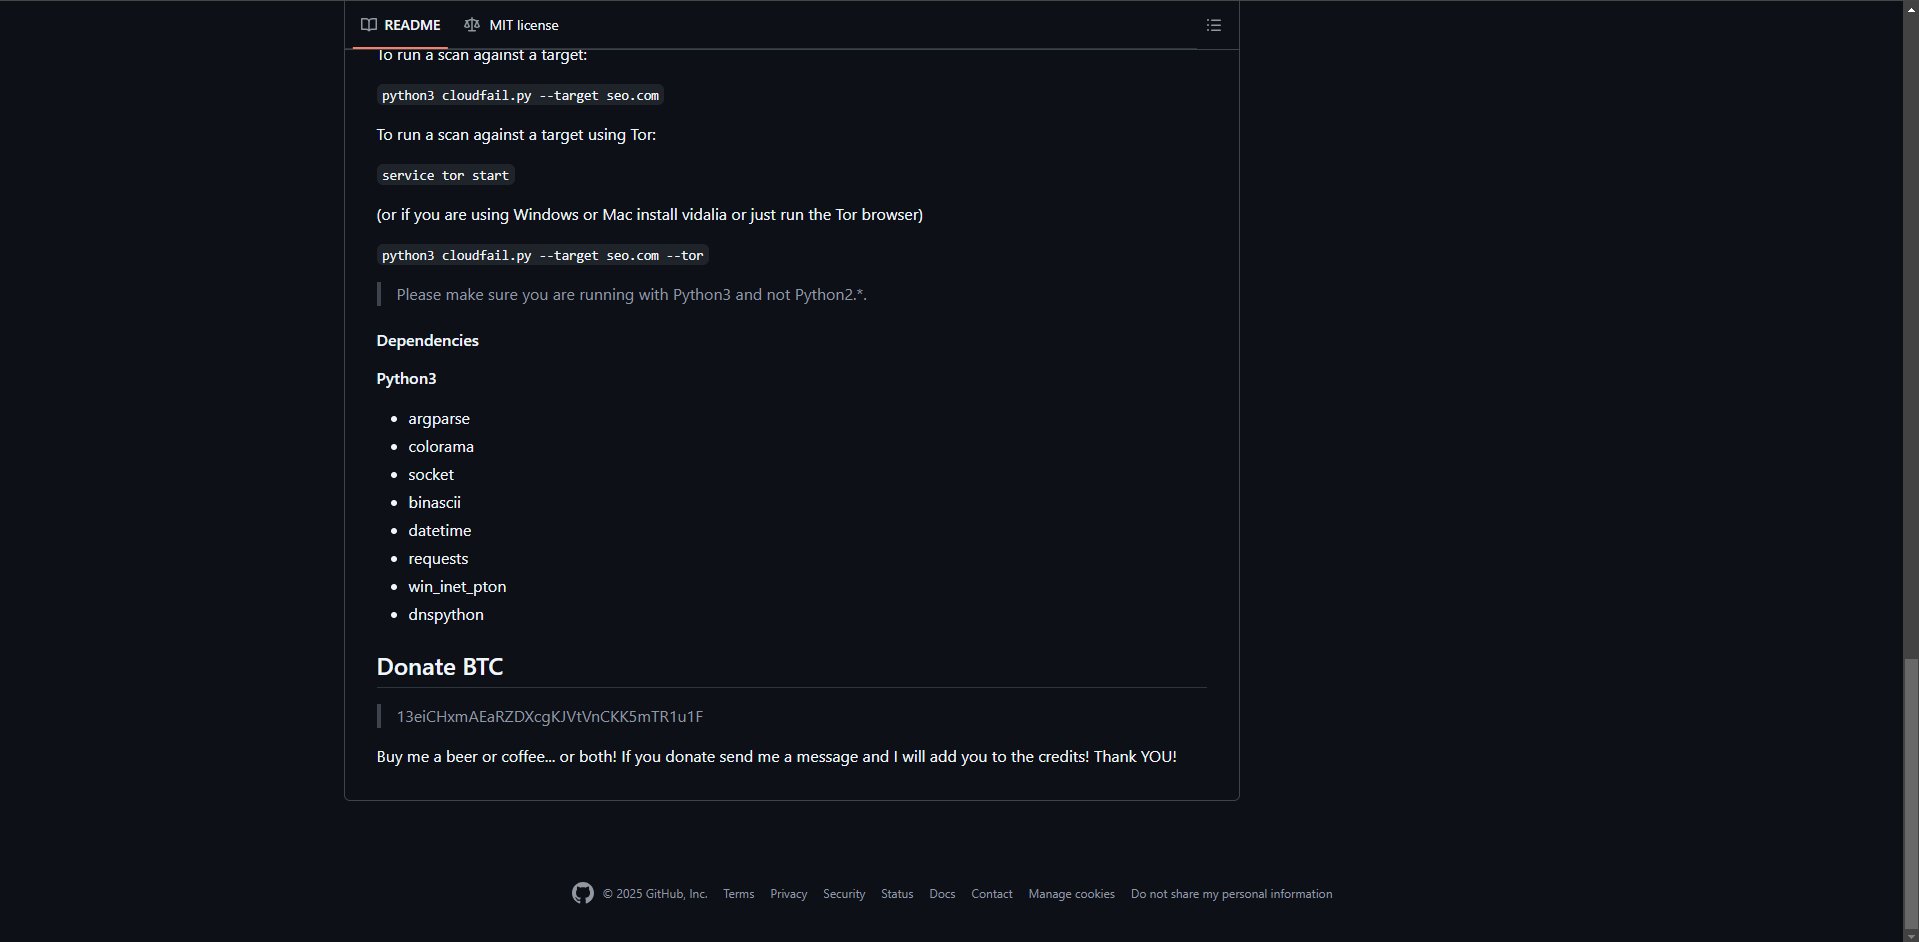 README
MIT license
To run a scan against a target:
python3 cloudfail.py --target seo.com
To run a scan against a target using Tor:
service tor start
(or if you are using Windows or Mac install vidalia or just run the Tor browser)
python3 cloudfail.py --target seo.com --tor
Please make sure you are running with Python3 and not Python2.*.
Dependencies
Python3
argparse
colorama
socket
binascii
datetime
requests
win_inet_pton
dnspython
Donate BTC
13eiCHxmAEaRZDXcgKJVtVnCKK5mTR1u1F
Buy me a beer or coffee... or both! If you donate send me a message and I will add you to the credits! Thank YOU!
© 2025 GitHub, Inc. Terms Privacy Security Status Docs Contact Manage cookies Do not share my personal information